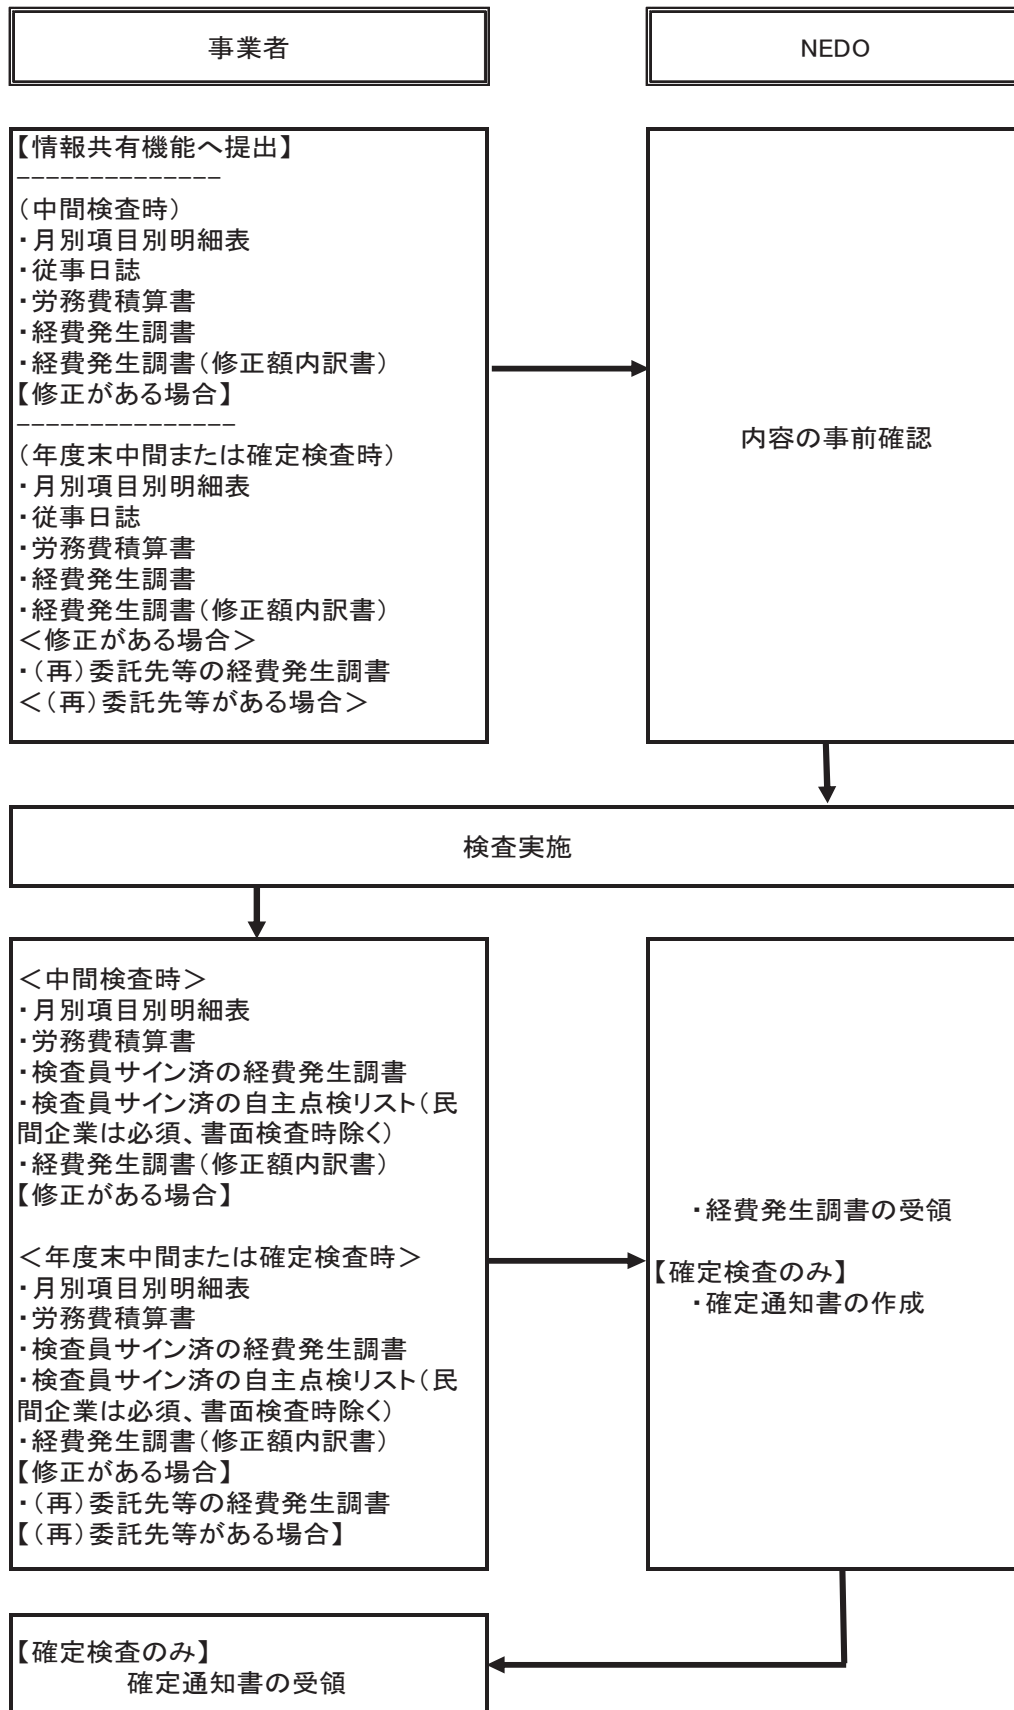 事業者
NEDO
【情報共有機能へ提出】
--------------
（中間検査時）
・月別項目別明細表
・従事日誌
・労務費積算書
・経費発生調書
・経費発生調書（修正額内訳書）
【修正がある場合】
---------------
（年度末中間または確定検査時）
・月別項目別明細表
・従事日誌
・労務費積算書
・経費発生調書
・経費発生調書（修正額内訳書）
＜修正がある場合＞
・（再）委託先等の経費発生調書
＜（再）委託先等がある場合＞
内容の事前確認
検査実施
＜中間検査時＞
・月別項目別明細表
・労務費積算書
・検査員サイン済の経費発生調書
・検査員サイン済の自主点検リスト（民
間企業は必須、書面検査時除く）
・経費発生調書（修正額内訳書）
【修正がある場合】
＜年度末中間または確定検査時＞
・月別項目別明細表
・労務費積算書
・検査員サイン済の経費発生調書
・検査員サイン済の自主点検リスト（民
間企業は必須、書面検査時除く）
・経費発生調書（修正額内訳書）
【修正がある場合】
・（再）委託先等の経費発生調書
【（再）委託先等がある場合】
・経費発生調書の受領
【確定検査のみ】
・確定通知書の作成
【確定検査のみ】
確定通知書の受領